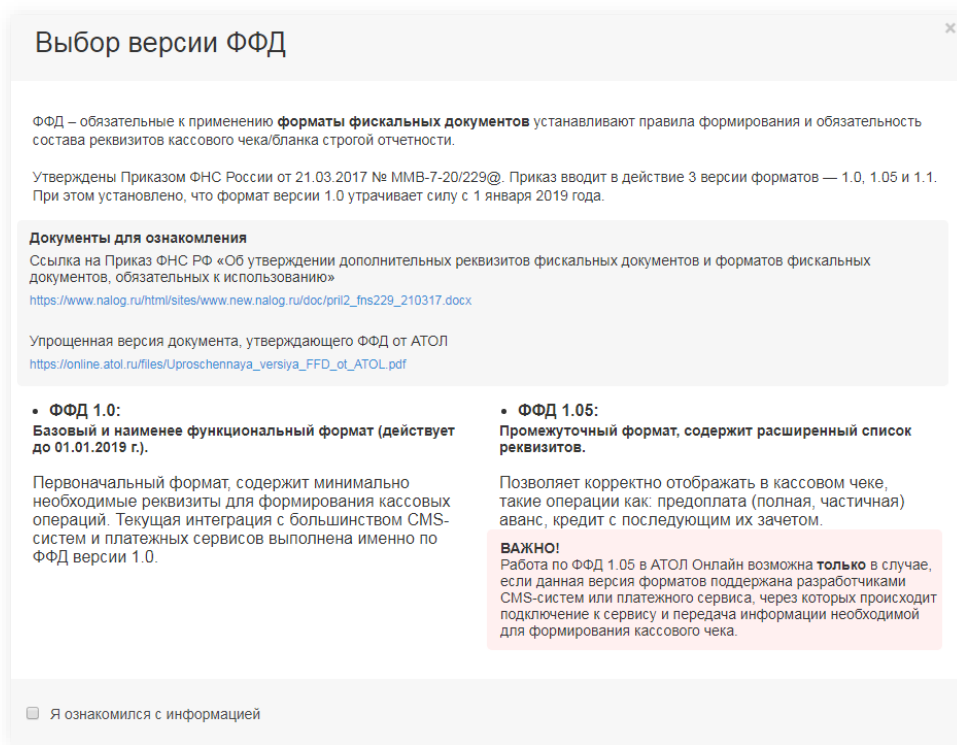 Выбор версии ФФД
×
ФФД – обязательные к применению форматы фискальных документов устанавливают правила формирования и обязательность
состава реквизитов кассового чека/бланка строгой отчетности.
Утверждены Приказом ФНС России от 21.03.2017 № ММВ-7-20/229@. Приказ вводит в действие 3 версии форматов — 1.0, 1.05 и 1.1.
При этом установлено, что формат версии 1.0 утрачивает силу с 1 января 2019 года.
Документы для ознакомления
Ссылка на Приказ ФНС РФ «Об утверждении дополнительных реквизитов фискальных документов и форматов фискальных
документов, обязательных к использованию»
https://www.nalog.ru/html/sites/www.new.nalog.ru/doc/pril2_fns229_210317.docx
Упрощенная версия документа, утверждающего ФФД от АТОЛ
https://online.atol.ru/files/Uproschennaya_versiya_FFD_ot_ATOL.pdf
• ФФД 1.0:
Базовый и наименее функциональный формат (действует
до 01.01.2019 г.).
Первоначальный формат, содержит минимально
необходимые реквизиты для формирования кассовых
операций. Текущая интеграция с большинством CMS-
систем и платежных сервисов выполнена именно по
ФФД версии 1.0.
• ФФД 1.05:
Промежуточный формат, содержит расширенный список
реквизитов.
Позволяет корректно отображать в кассовом чеке,
такие операции как: предоплата (полная, частичная)
аванс, кредит с последующим их зачетом.
ВАЖНО!
Работа по ФФД 1.05 в АТОЛ Онлайн возможна только в случае,
если данная версия форматов поддержана разработчиками
CMS-систем или платежного сервиса, через которых происходит
подключение к сервису и передача информации необходимой
для формирования кассового чека.
Я ознакомился с информацией